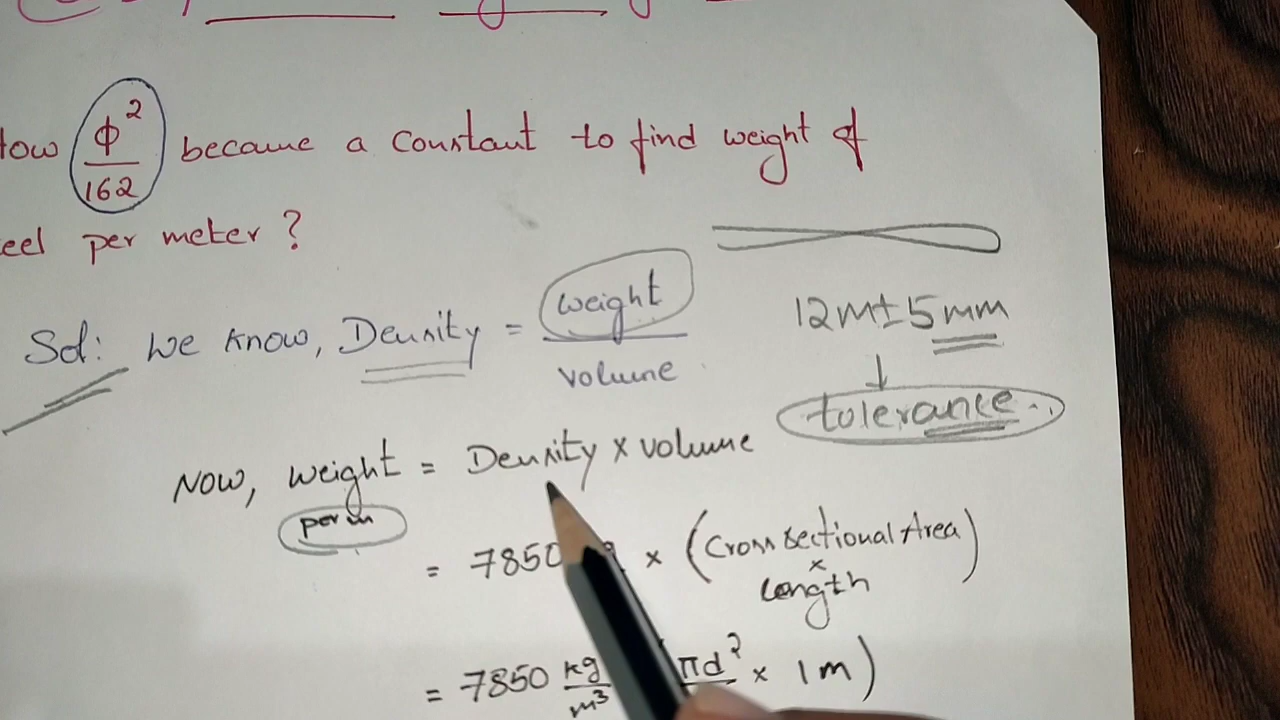 How Φ²/162 became a constant to find weight of
eel per meter ?
Sol: We know, Density = weight/volume
12m± 5mm
↓
tolerance..
Now, weight = Density × volume
per m
= 7850 × (Cross sectional Area × Length)
= 7850 kg/m³ πd² × 1m)